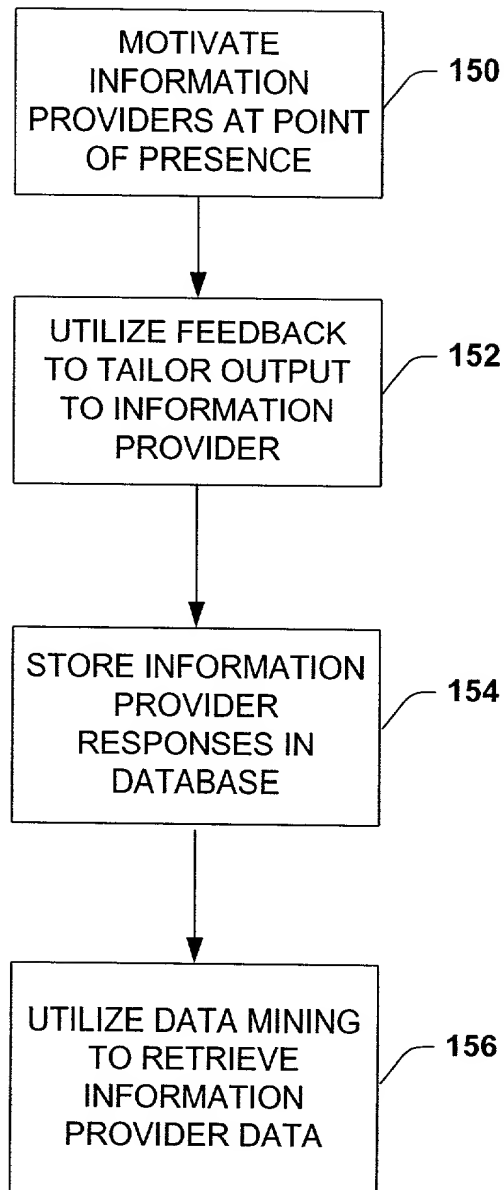 MOTIVATE
INFORMATION
PROVIDERS AT POINT
OF PRESENCE
150
UTILIZE FEEDBACK
TO TAILOR OUTPUT
TO INFORMATION
PROVIDER
152
STORE INFORMATION
PROVIDER
RESPONSES IN
DATABASE
154
UTILIZE DATA MINING
TO RETRIEVE
INFORMATION
PROVIDER DATA
156